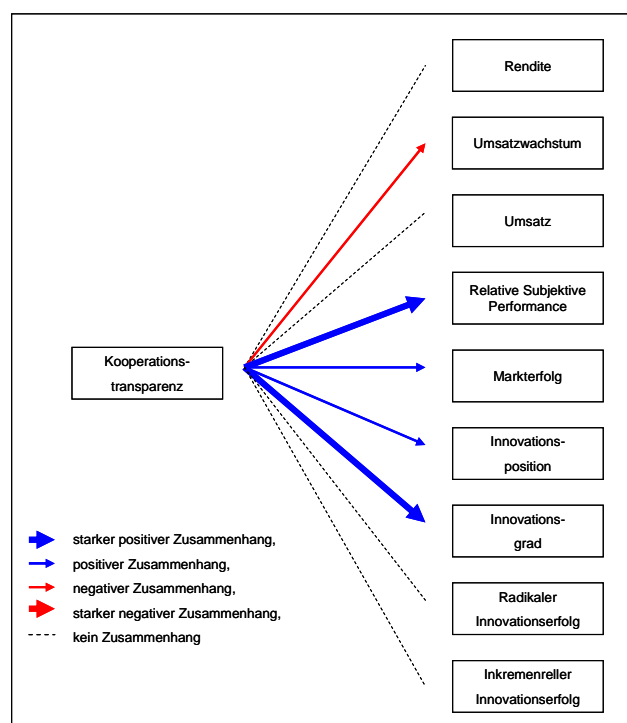 Rendite
Umsatzwachstum
Umsatz
Relative Subjektive
Performance
Kooperations-
transparenz
Markterfolg
Innovations-
position
Innovations-
grad
Radikaler
Innovationserfolg
Inkremenreller
Innovationserfolg
starker positiver Zusammenhang,
positiver Zusammenhang,
negativer Zusammenhang,
starker negativer Zusammenhang,
kein Zusammenhang